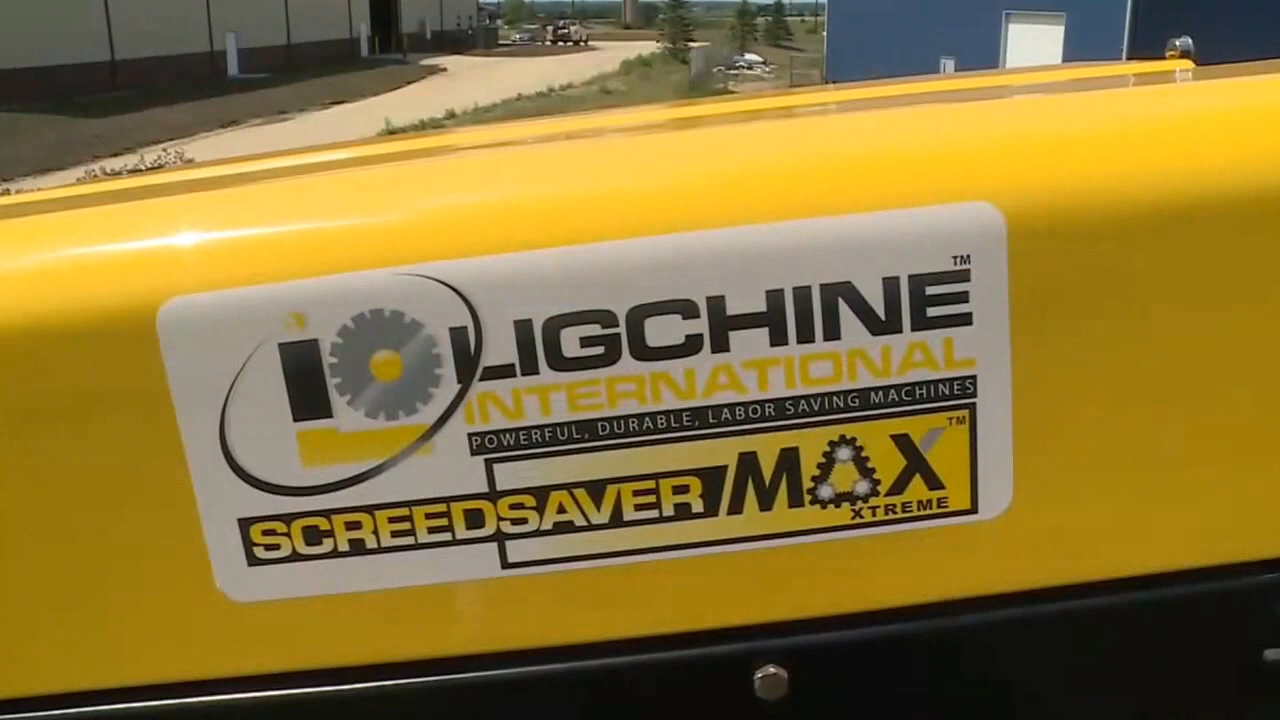 LIGCHINE™
INTERNATIONAL
POWERFUL, DURABLE, LABOR SAVING MACHINES
SCREEDSAVER MAX™
XTREME